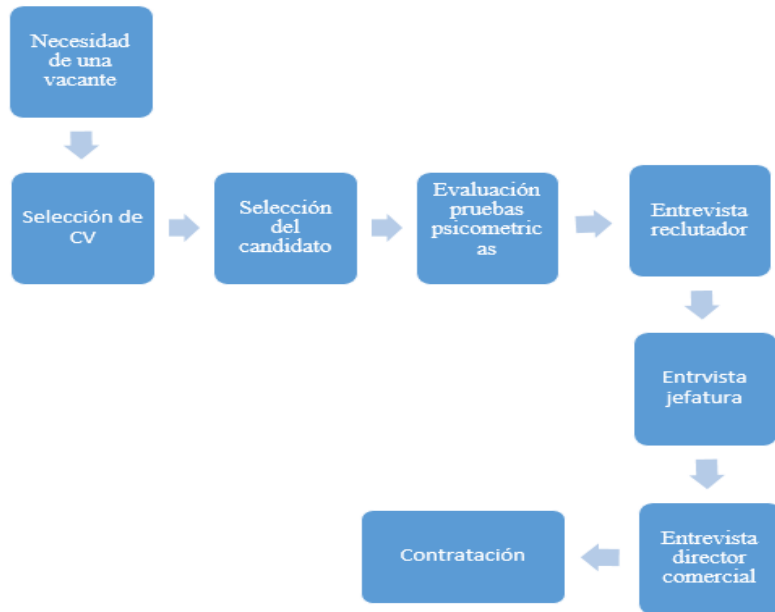 Necesidad
de una
vacante
Selección de
CV
Selección
del
candidato
Evaluación
pruebas
psicometric
as
Entrevista
reclutador
Entrvista
jefatura
Entrevista
director
comercial
Contratación